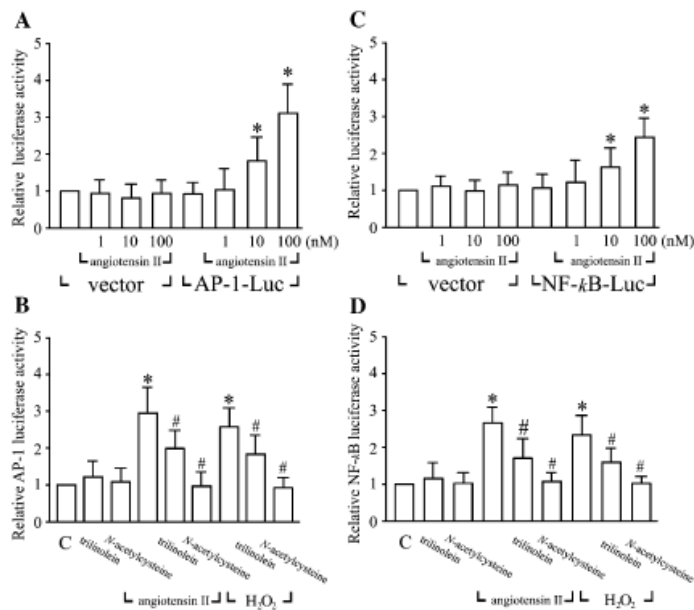 A
Relative luciferase activity
5
4
3
2
1
0
1 10 100 1 10 100 (nM)
angiotensin II angiotensin II
vector AP-1-Luc
C
Relative luciferase activity
5
4
3
2
1
0
1 10 100 1 10 100 (nM)
angiotensin II angiotensin II
vector NF-kB-Luc
* *
* *
B
Relative AP-1 luciferase activity
5
4
3
2
1
0
* # # * # #
C trilinolein N-acetylcysteine trilinolein N-acetylcysteine trilinolein N-acetylcysteine
angiotensin II H₂O₂
D
Relative NF-kB luciferase activity
5
4
3
2
1
0
* # # * # #
C trilinolein N-acetylcysteine trilinolein N-acetylcysteine trilinolein N-acetylcysteine
angiotensin II H₂O₂